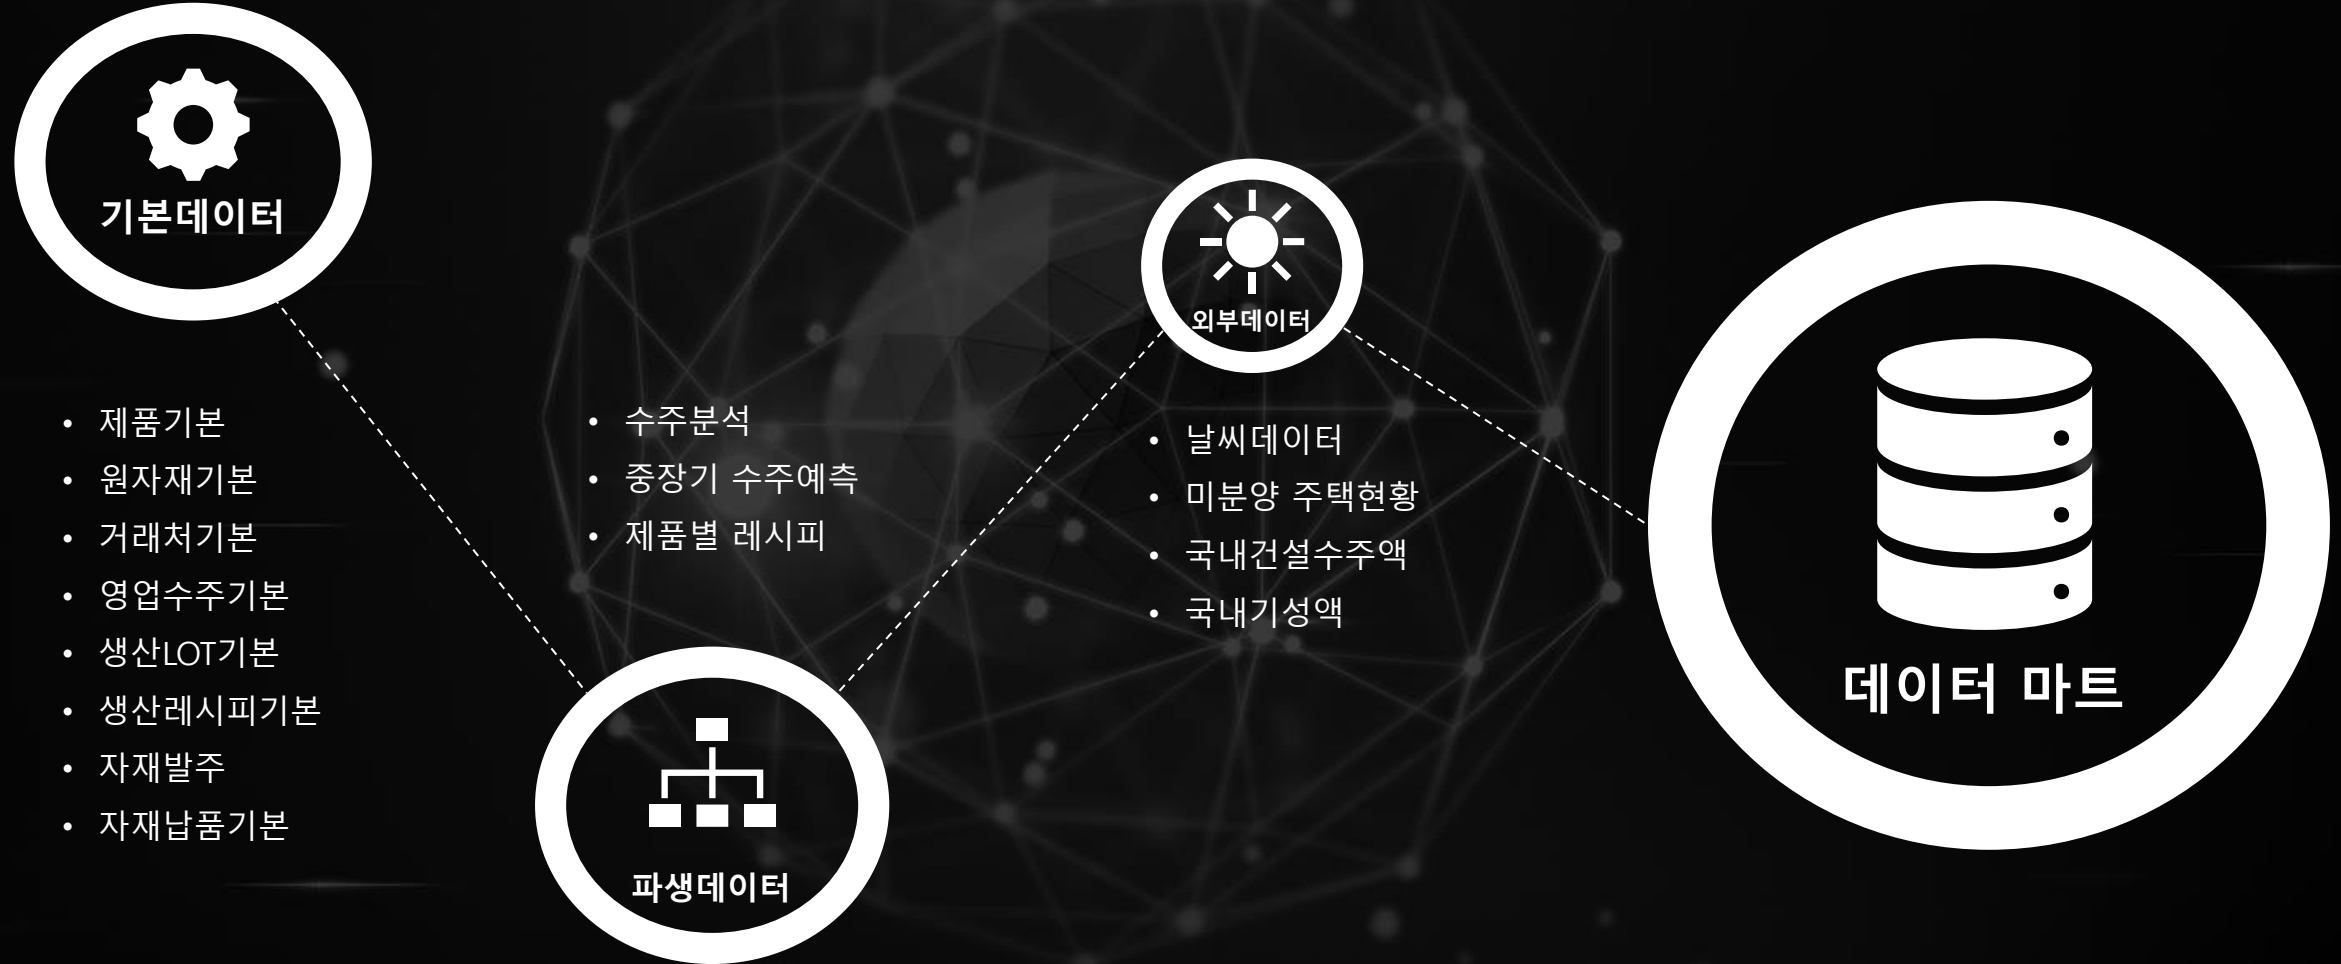 기본데이터
• 제품기본
• 원자재기본
• 거래처기본
• 영업수주기본
• 생산LOT기본
• 생산레시피기본
• 자재발주
• 자재납품기본
• 수주분석
• 중장기 수주예측
• 제품별 레시피
파생데이터
외부데이터
• 날씨데이터
• 미분양 주택현황
• 국내건설수주액
• 국내기성액
데이터 마트